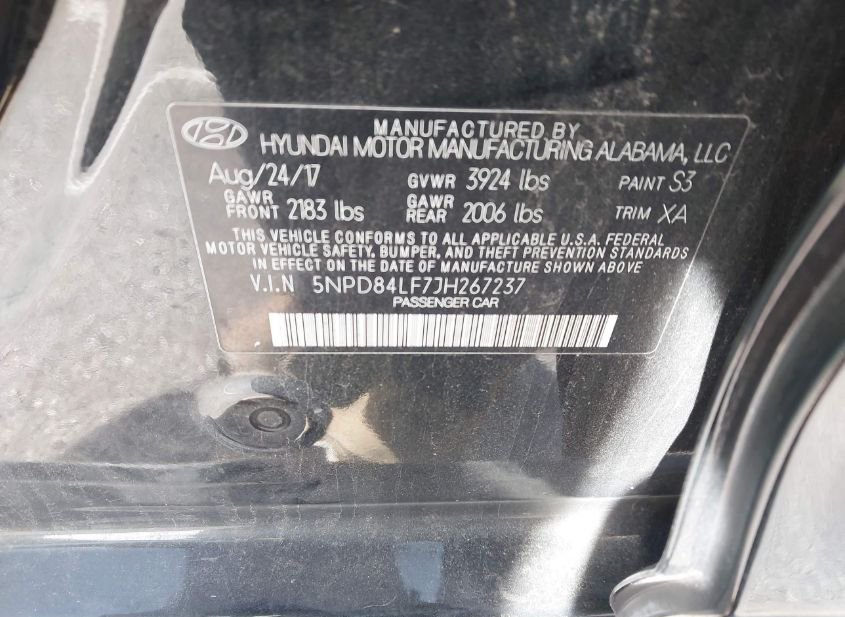 MANUFACTURED BY
HYUNDAI MOTOR MANUFACTURING ALABAMA, LLC
Aug/24/17 GVWR 3924 lbs PAINT S3
GAWR FRONT 2183 lbs GAWR REAR 2006 lbs TRIM XA
THIS VEHICLE CONFORMS TO ALL APPLICABLE U.S.A. FEDERAL
MOTOR VEHICLE SAFETY, BUMPER, AND THEFT PREVENTION STANDARDS
IN EFFECT ON THE DATE OF MANUFACTURE SHOWN ABOVE
V.I.N 5NPD84LF7JH267237
PASSENGER CAR